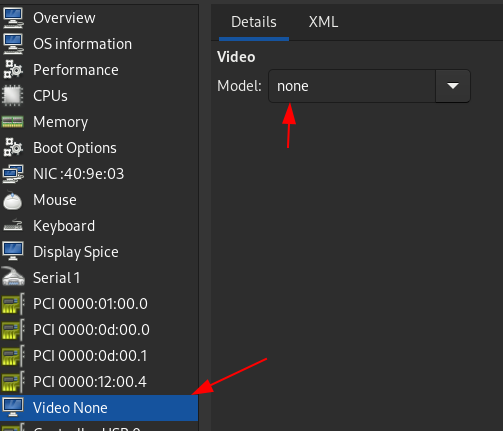 Overview
OS information
Performance
CPUs
Memory
Boot Options
NIC :40:9e:03
Mouse
Keyboard
Display Spice
Serial 1
PCI 0000:01:00.0
PCI 0000:0d:00.0
PCI 0000:0d:00.1
PCI 0000:12:00.4
Video None
Details XML
Video
Model: none